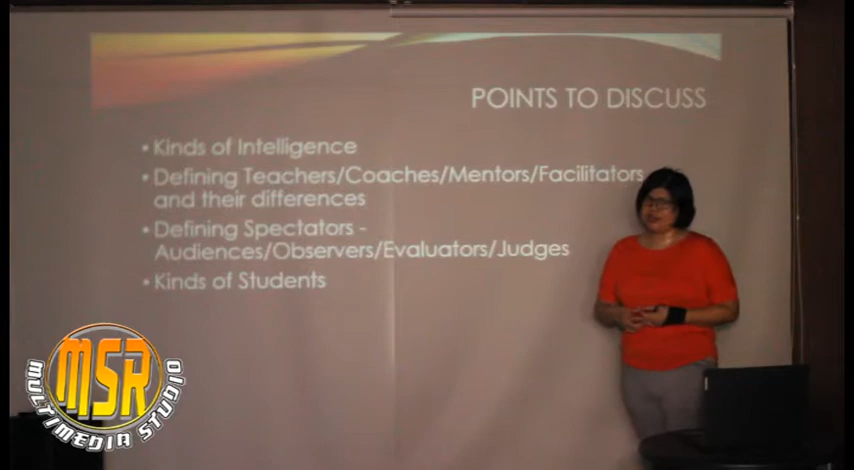 POINTS TO DISCUSS
• Kinds of Intelligence
• Defining Teachers/Coaches/Mentors/Facilitators
and their differences
• Defining Spectators -
Audiences/Observers/Evaluators/Judges
• Kinds of Students
MSR
MULTIMEDIA STUDIO